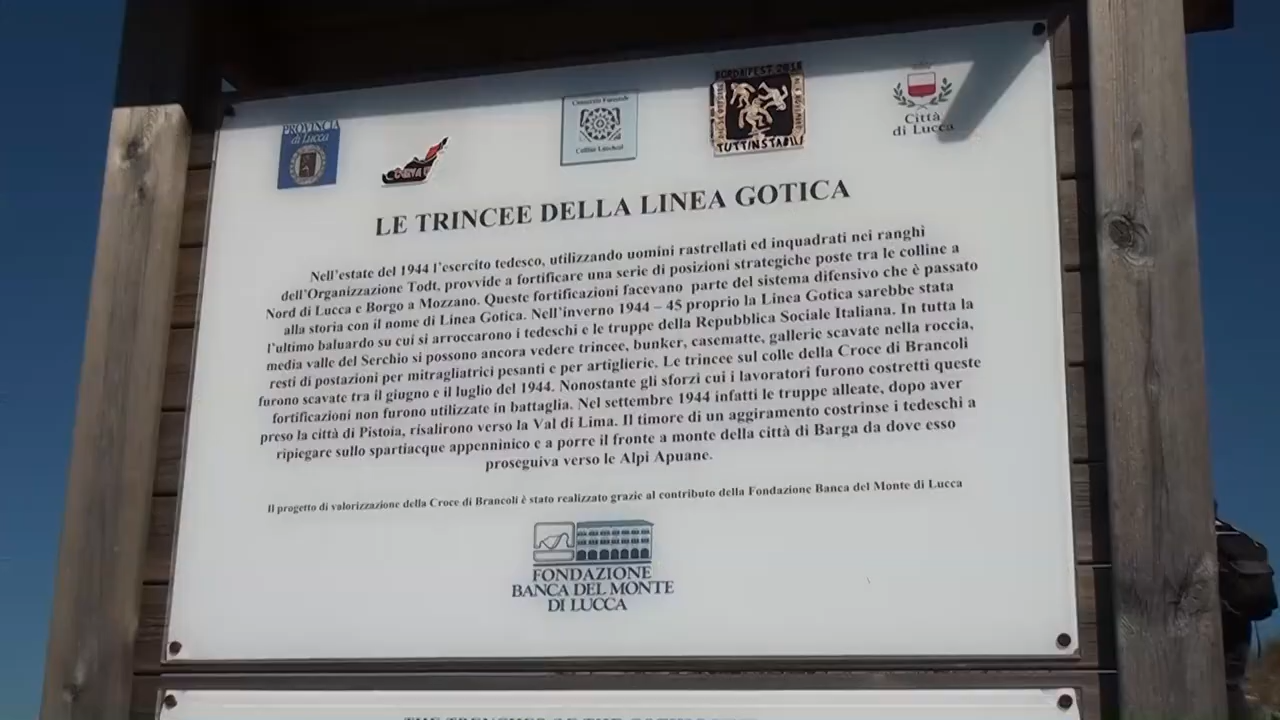 PROVINCIA
di Lucca
Colline Lucchesi
TUTTINSTABILI
Città
di Lucca
LE TRINCEE DELLA LINEA GOTICA
Nell'estate del 1944 l'esercito tedesco, utilizzando uomini rastrellati ed inquadrati nei ranghi
dell'Organizzazione Todt, provvide a fortificare una serie di posizioni strategiche poste tra le colline a
Nord di Lucca e Borgo a Mozzano. Queste fortificazioni facevano parte del sistema difensivo che è passato
alla storia con il nome di Linea Gotica. Nell'inverno 1944 – 45 proprio la Linea Gotica sarebbe stata
l'ultimo baluardo su cui si arroccarono i tedeschi e le truppe della Repubblica Sociale Italiana. In tutta la
media valle del Serchio si possono ancora vedere trincee, bunker, casematte, gallerie scavate nella roccia,
resti di postazioni per mitragliatrici pesanti e per artiglierie. Le trincee sul colle della Croce di Brancoli
furono scavate tra il giugno e il luglio del 1944. Nonostante gli sforzi cui i lavoratori furono costretti queste
fortificazioni non furono utilizzate in battaglia. Nel settembre 1944 infatti le truppe alleate, dopo aver
preso la città di Pistoia, risalirono verso la Val di Lima. Il timore di un aggiramento costrinse i tedeschi a
ripiegare sullo spartiacque appenninico e a porre il fronte a monte della città di Barga da dove esso
proseguiva verso le Alpi Apuane.
Il progetto di valorizzazione della Croce di Brancoli è stato realizzato grazie al contributo della Fondazione Banca del Monte di Lucca
FONDAZIONE
BANCA DEL MONTE
DI LUCCA
THE TRENCHES OF THE